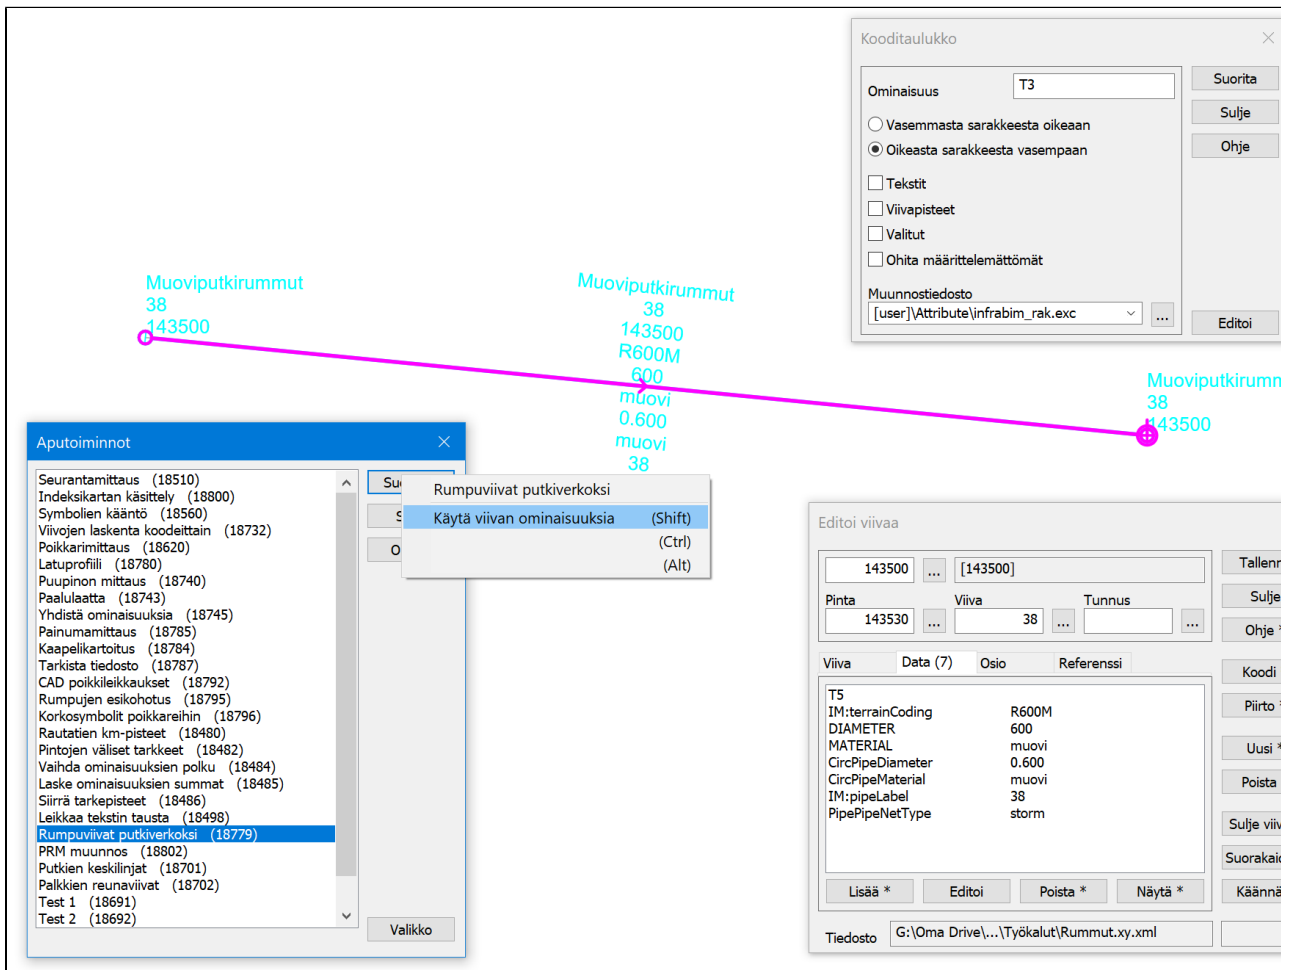 Kooditaulukko
Ominaisuus
T3
Vasemmasta sarakkeesta oikeaan
Oikeasta sarakkeesta vasempaan
Tekstit
Viivapisteet
Valitut
Ohita määrittelemättömät
Muunnostiedosto
[user]\Attribute\infrabim_rak.exc
...
Suorita
Sulje
Ohje
Editoi
Muoviputkirummut
38
143500
Muoviputkirummut
38
143500
R600M
600
muovi
0.600
muovi
38
Muoviputkirumm
38
143500
Aputoiminnot
Seurantamittaus (18510)
Indeksikartan käsittely (18800)
Symbolien kääntö (18560)
Viivojen laskenta koodeittain (18732)
Poikkarimittaus (18620)
Latuprofiili (18780)
Puupinon mittaus (18740)
Paalulaatta (18743)
Yhdistä ominaisuuksia (18745)
Painumamittaus (18785)
Kaapelikartoitus (18784)
Tarkista tiedosto (18787)
CAD poikkileikkaukset (18792)
Rumpujen esikohotus (18795)
Korkosymbolit poikkareihin (18796)
Rautatien km-pisteet (18480)
Pintojen väliset tarkkeet (18482)
Vaihda ominaisuuksien polku (18484)
Laske ominaisuuksien summat (18485)
Siirrä tarkepisteet (18486)
Leikkaa tekstin tausta (18498)
Rumpuviivat putkiverkoksi (18779)
PRM muunnos (18802)
Putkien keskilinjat (18701)
Palkkien reunaviivat (18702)
Test 1 (18691)
Test 2 (18692)
Su
S
O
Valikko
Rumpuviivat putkiverkoksi
Käytä viivan ominaisuuksia (Shift)
(Ctrl)
(Alt)
Editoi viivaa
143500 ... [143500]
Pinta Viiva Tunnus
143530 ... 38 ... ...
Viiva Data (7) Osio Referenssi
T5
IM:terrainCoding R600M
DIAMETER 600
MATERIAL muovi
CircPipeDiameter 0.600
CircPipeMaterial muovi
IM:pipeLabel 38
PipePipeNetType storm
Lisää * Editoi Poista * Näytä *
Tiedosto G:\Oma Drive\...\Työkalut\Rummut.xy.xml
Tallenn
Sulje
Ohje *
Koodi
Piirto *
Uusi *
Poista
Sulje viiv
Suorakaid
Käännä